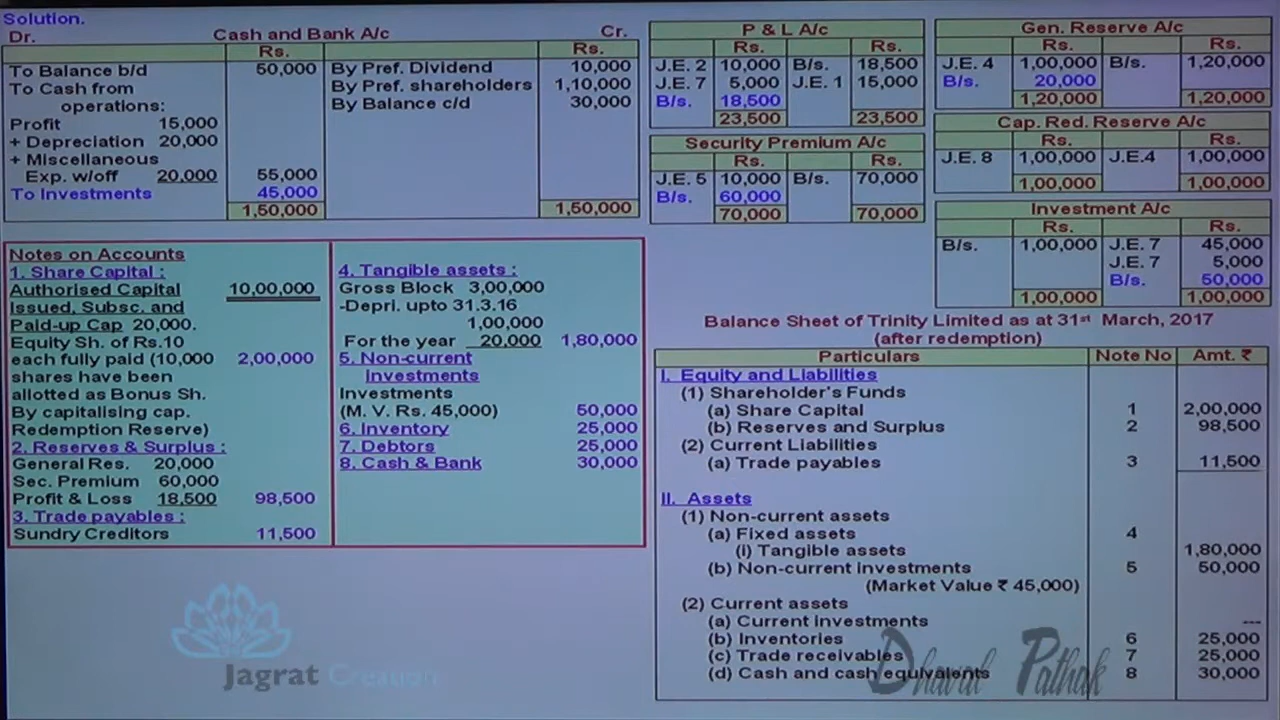 Solution.
Dr. Cash and Bank A/c Cr.
Rs. Rs.
To Balance b/d 50,000 By Pref. Dividend 10,000
To Cash from By Pref. shareholders 1,10,000
operations: By Balance c/d 30,000
Profit 15,000
+ Depreciation 20,000
+ Miscellaneous
Exp. w/off 20,000 55,000
To Investments 45,000
1,50,000 1,50,000
P & L A/c
Rs. Rs.
J.E. 2 10,000 B/s. 18,500
J.E. 7 5,000 J.E. 1 15,000
B/s. 18,500
23,500 23,500
Security Premium A/c
Rs. Rs.
J.E. 5 10,000 B/s. 70,000
B/s. 60,000
70,000 70,000
Gen. Reserve A/c
Rs. Rs.
J.E. 4 1,00,000 B/s. 1,20,000
B/s. 20,000
1,20,000 1,20,000
Cap. Red. Reserve A/c
Rs. Rs.
J.E. 8 1,00,000 J.E.4 1,00,000
1,00,000 1,00,000
Investment A/c
Rs. Rs.
B/s. 1,00,000 J.E. 7 45,000
J.E. 7 5,000
B/s. 50,000
1,00,000 1,00,000
Notes on Accounts
1. Share Capital :
Authorised Capital 10,00,000
Issued, Subsc. and
Paid-up Cap 20,000.
Equity Sh. of Rs.10
each fully paid (10,000 2,00,000
shares have been
allotted as Bonus Sh.
By capitalising cap.
Redemption Reserve)
2. Reserves & Surplus :
General Res. 20,000
Sec. Premium 60,000
Profit & Loss 18,500 98,500
3. Trade payables :
Sundry Creditors 11,500
4. Tangible assets :
Gross Block 3,00,000
-Depri. upto 31.3.16
1,00,000
For the year 20,000 1,80,000
5. Non-current
Investments
Investments
(M. V. Rs. 45,000) 50,000
6. Inventory 25,000
7. Debtors 25,000
8. Cash & Bank 30,000
Balance Sheet of Trinity Limited as at 31st March, 2017
(after redemption)
Particulars Note No Amt. ₹
I. Equity and Liabilities
(1) Shareholder's Funds
(a) Share Capital 1 2,00,000
(b) Reserves and Surplus 2 98,500
(2) Current Liabilities
(a) Trade payables 3 11,500
II. Assets
(1) Non-current assets
(a) Fixed assets 4
(i) Tangible assets 1,80,000
(b) Non-current investments 5 50,000
(Market Value ₹ 45,000)
(2) Current assets
(a) Current investments ---
(b) Inventories 6 25,000
(c) Trade receivables 7 25,000
(d) Cash and cash equivalents 8 30,000
Jagrat Creation
Dhaval Pathak